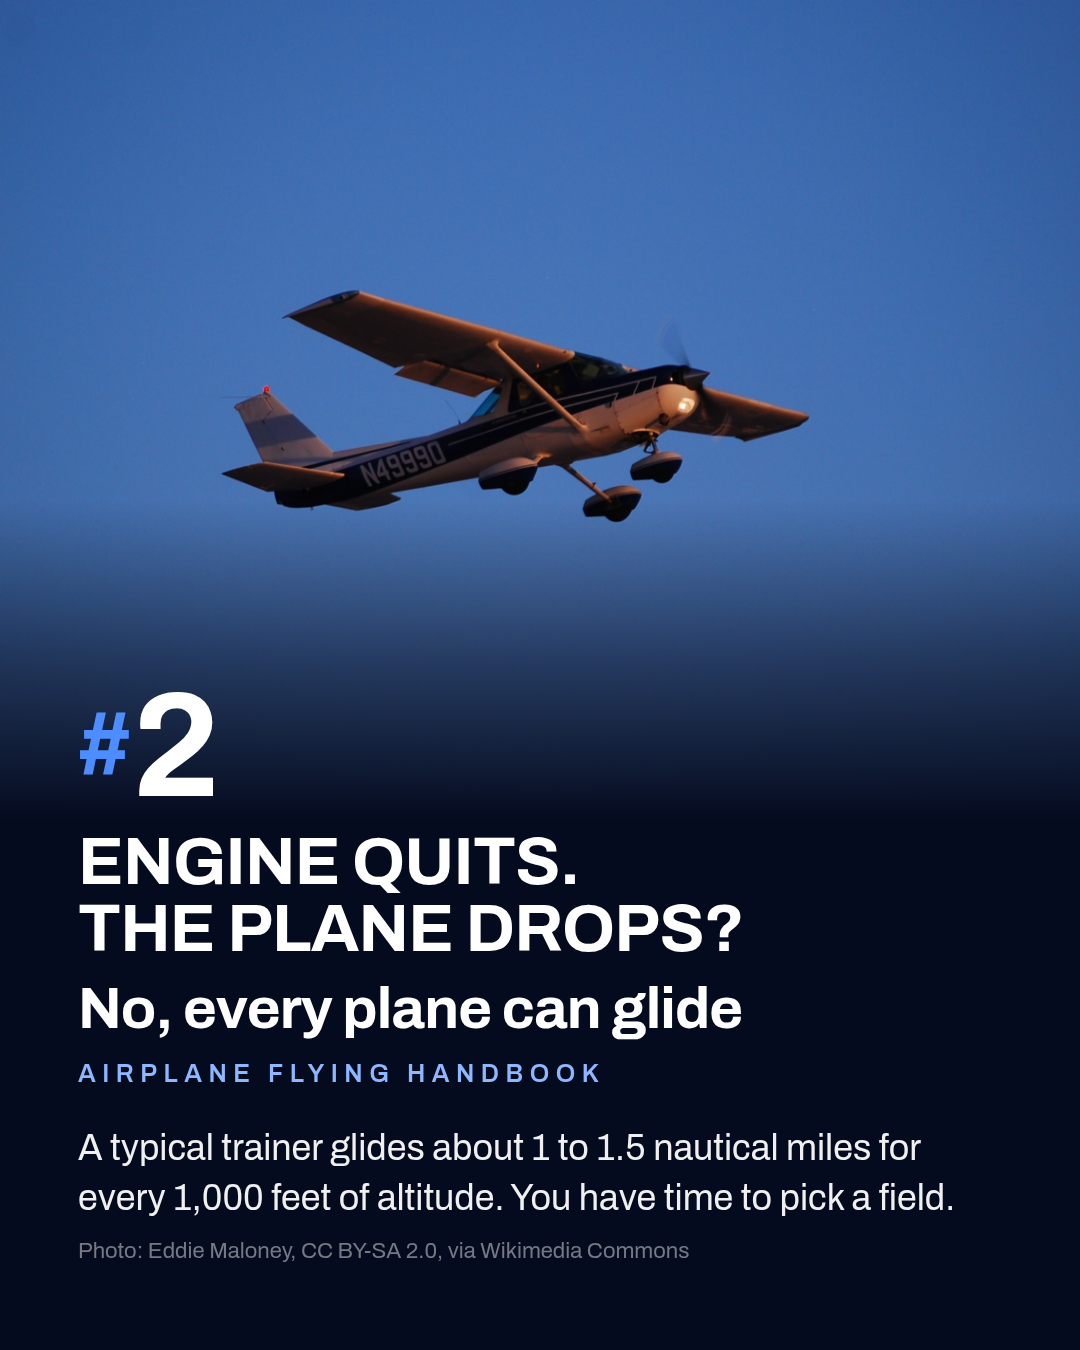 N4999D
#2
ENGINE QUITS.
THE PLANE DROPS?
No, every plane can glide
AIRPLANE FLYING HANDBOOK
A typical trainer glides about 1 to 1.5 nautical miles for
every 1,000 feet of altitude. You have time to pick a field.
Photo: Eddie Maloney, CC BY-SA 2.0, via Wikimedia Commons